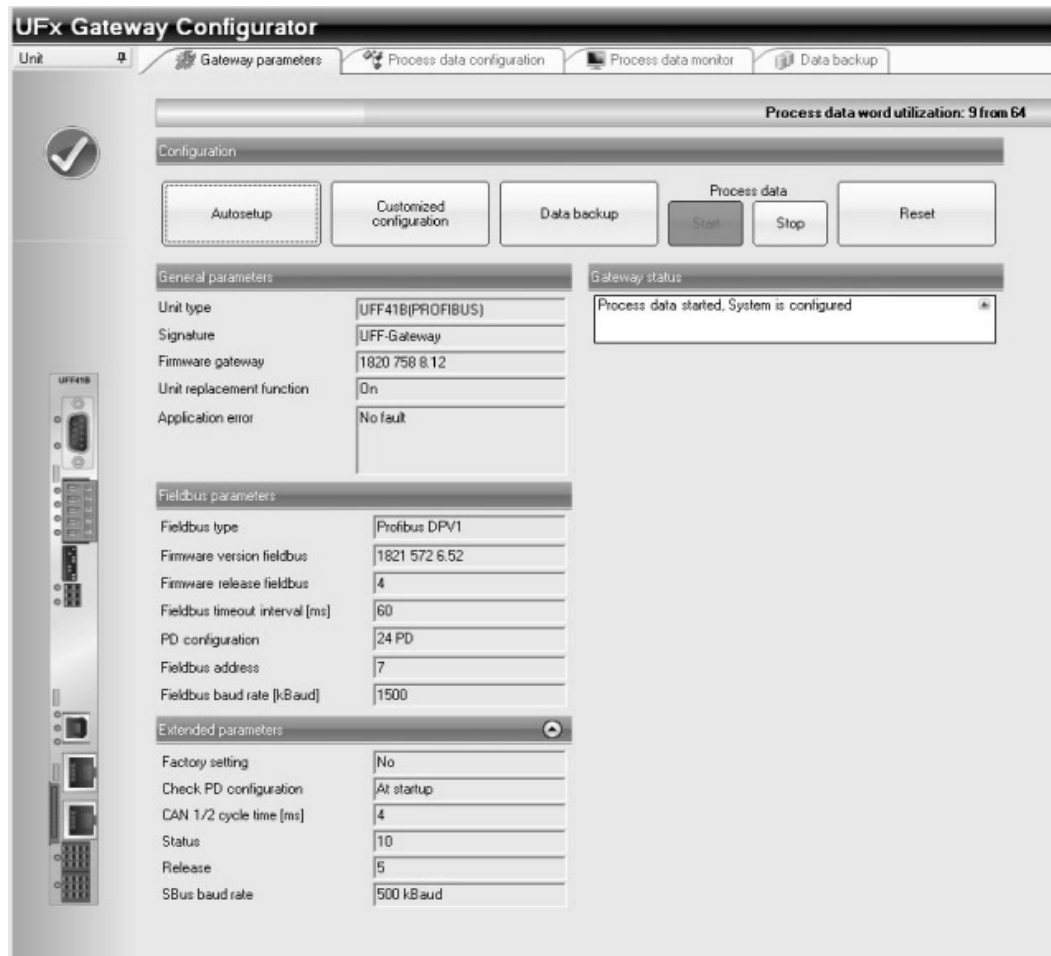 UFx Gateway Configurator
Unit
Gateway parameters
Process data configuration
Process data monitor
Data backup
Process data word utilization: 9 from 64
Configuration
Autosetup
Customized
configuration
Data backup
Process data
Start
Stop
Reset
General parameters
Unit type UFF41B(PROFIBUS)
Signature UFF-Gateway
Firmware gateway 1820 758 8.12
Unit replacement function On
Application error No fault
Gateway status
Process data started, System is configured
UFF41B
Fieldbus parameters
Fieldbus type Profibus DPV1
Firmware version fieldbus 1821 572 6.52
Firmware release fieldbus 4
Fieldbus timeout interval [ms] 60
PD configuration 24 PD
Fieldbus address 7
Fieldbus baud rate [kBaud] 1500
Extended parameters
Factory setting No
Check PD configuration At startup
CAN 1/2 cycle time [ms] 4
Status 10
Release 5
SBus baud rate 500 kBaud